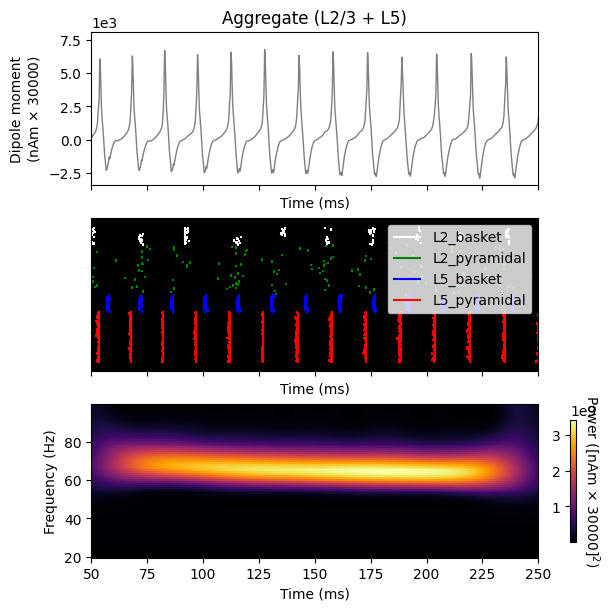 Aggregate (L2/3 + L5)
1e3
7.5
5.0
2.5
0.0
−2.5
Dipole moment
(nAm × 30000)
Time (ms)
L2_basket
L2_pyramidal
L5_basket
L5_pyramidal
Time (ms)
80
60
40
20
Frequency (Hz)
50
75
100
125
150
175
200
225
250
Time (ms)
1e9
3
2
1
Power ([nAm × 30000]²)